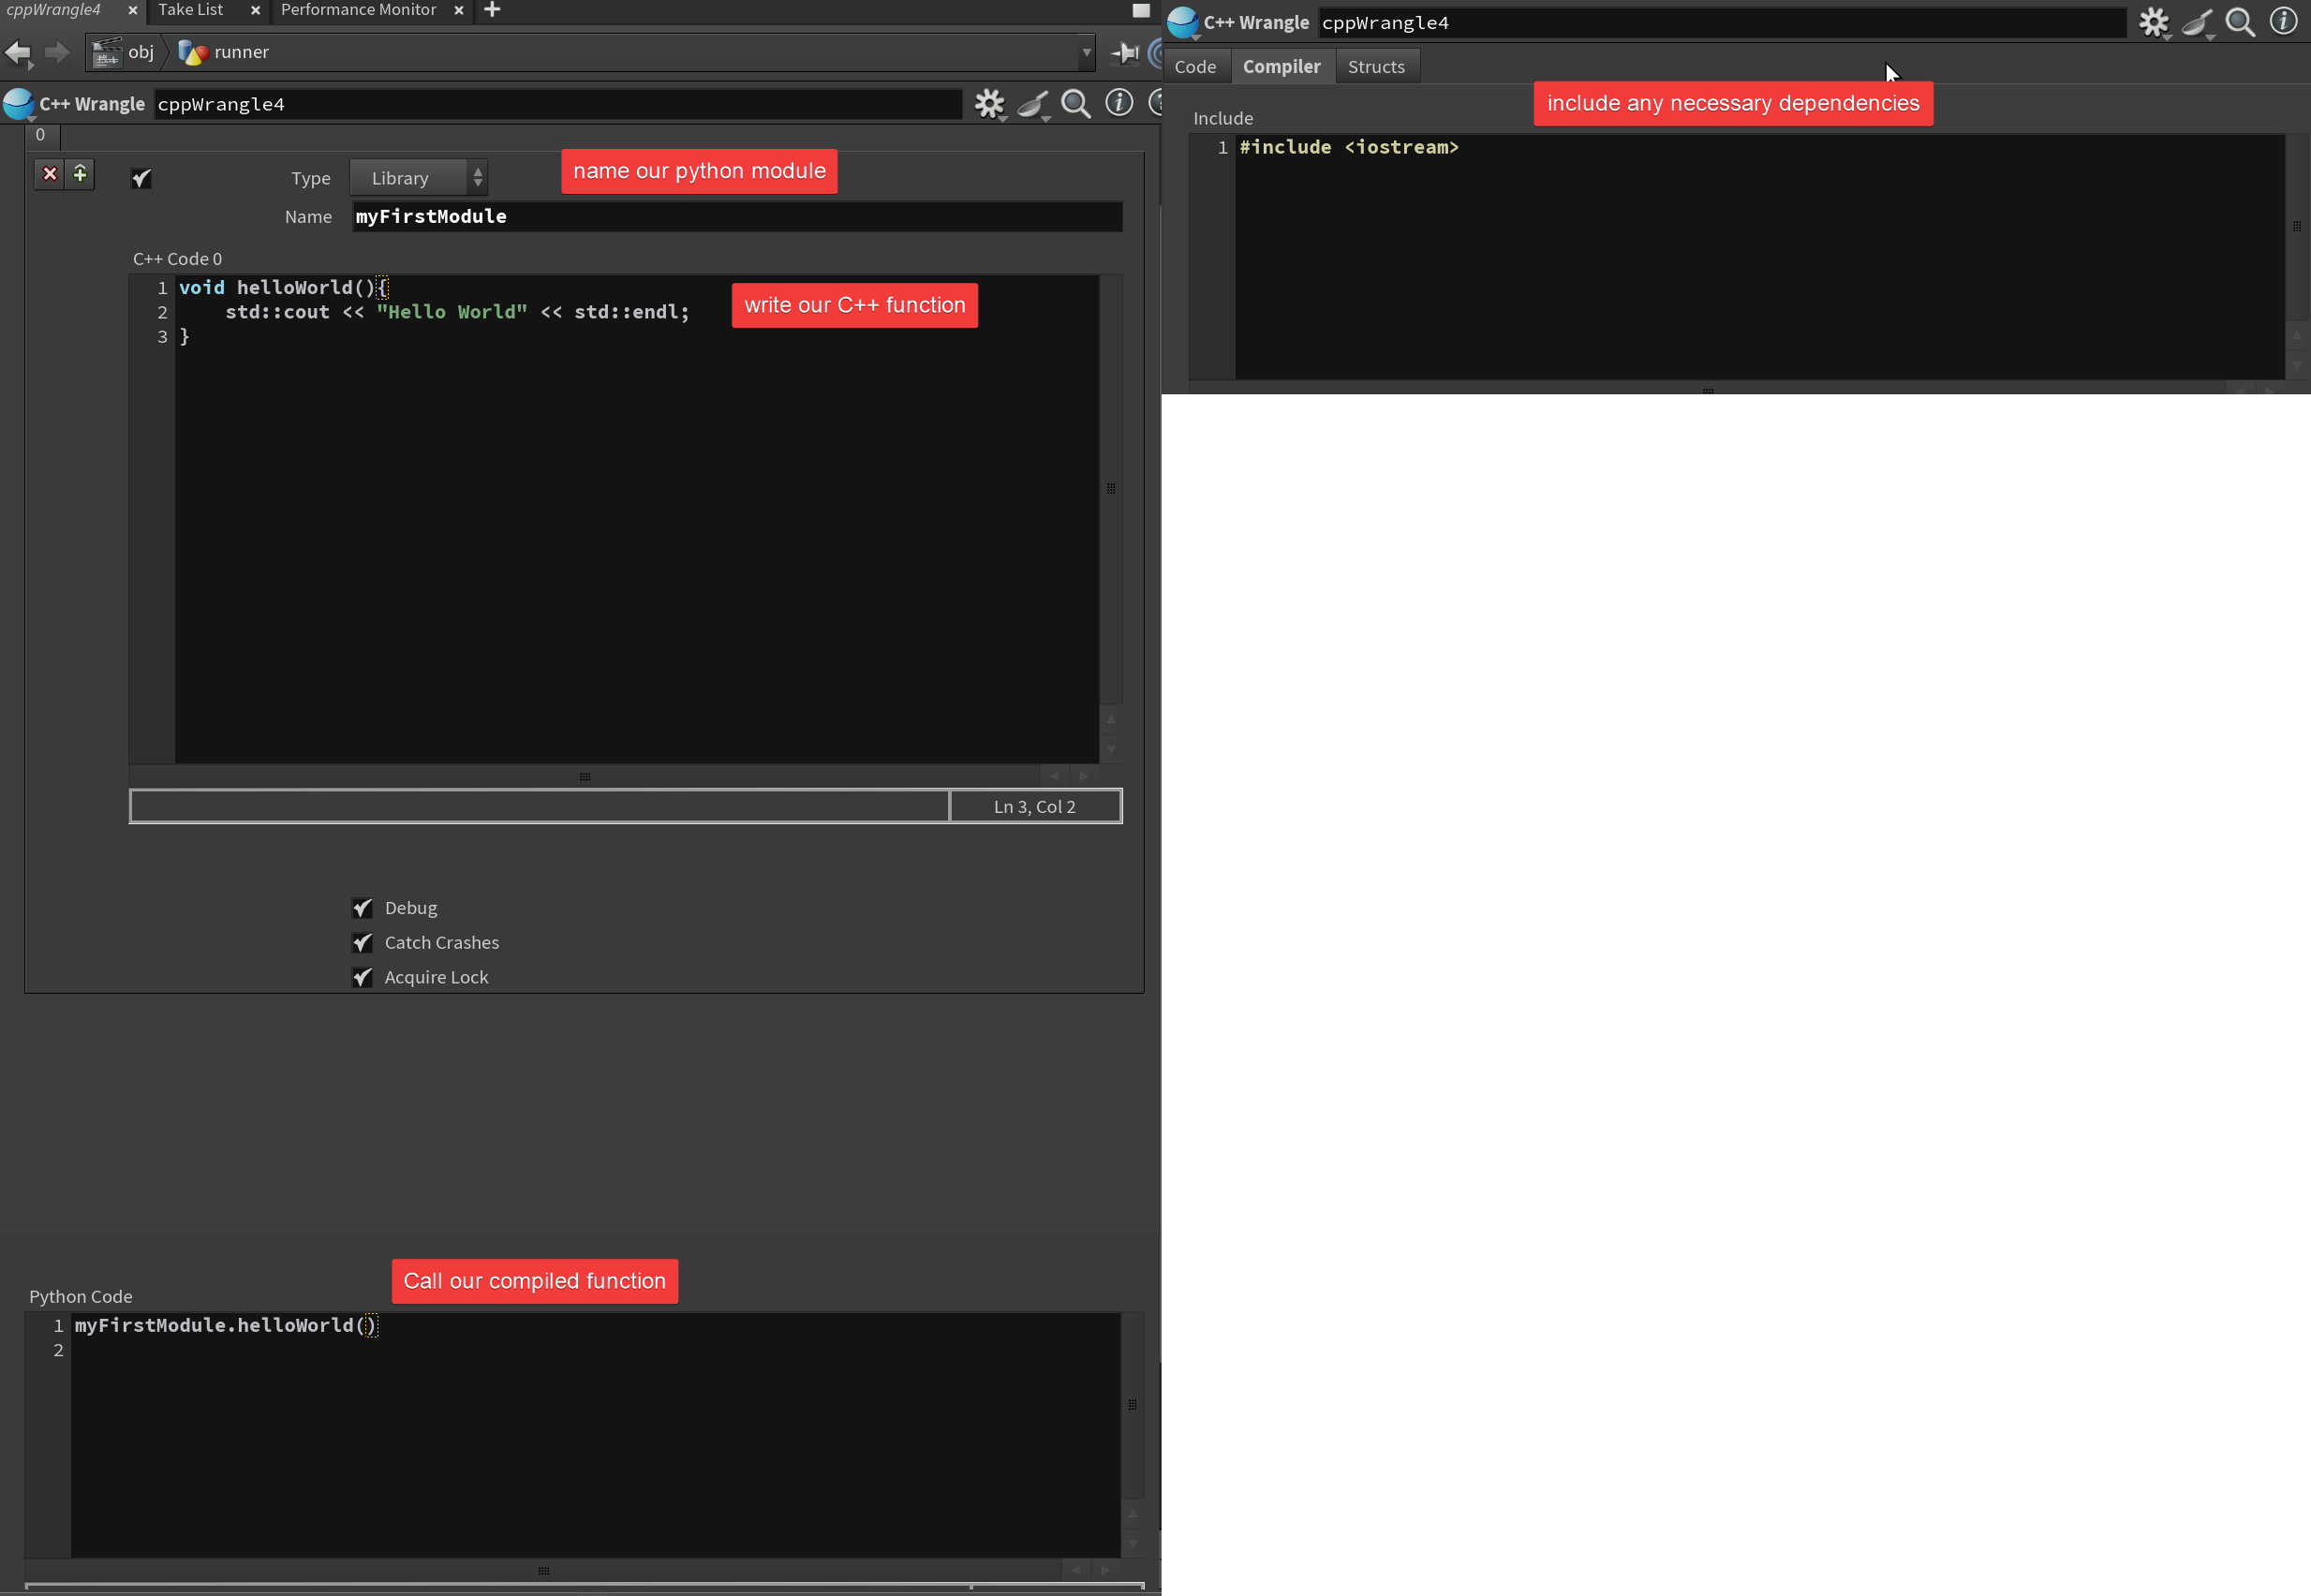 cppWrangle4 × Take List × Performance Monitor × +
obj runner
C++ Wrangle cppWrangle4
0
name our python module
Type Library
Name myFirstModule
C++ Code 0
1 void helloWorld(){
2 std::cout << "Hello World" << std::endl;
3 }
write our C++ function
Ln 3, Col 2
Debug
Catch Crashes
Acquire Lock
Call our compiled function
Python Code
1 myFirstModule.helloWorld()
2
C++ Wrangle cppWrangle4
Code Compiler Structs
include any necessary dependencies
Include
1 #include <iostream>